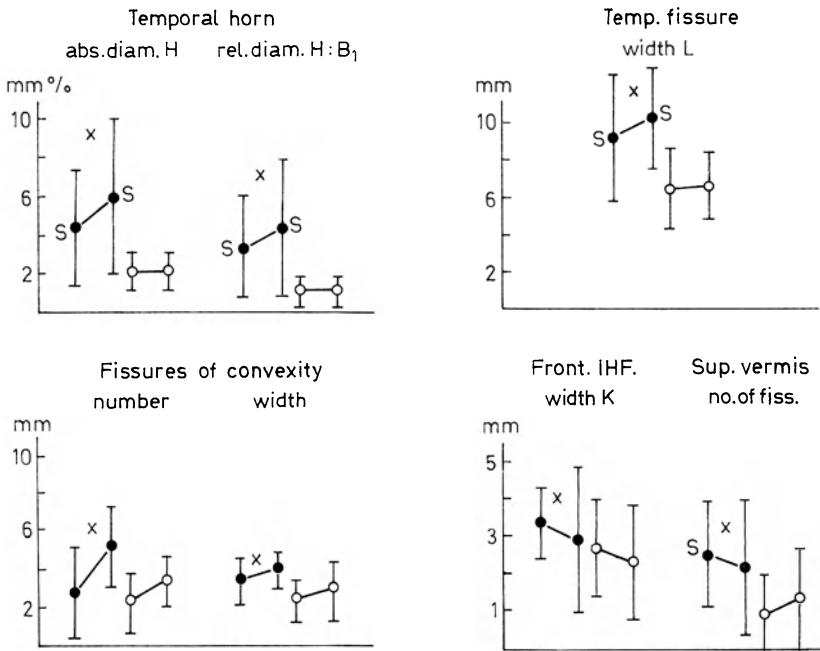 Temporal horn
abs.diam. H rel.diam. H:B₁
mm%
10
6
2
x
S
S
x
S
S
Temp. fissure
width L
mm
10
6
2
x
S
S
Fissures of convexity
number width
mm
10
6
2
x
x
Front. IHF. Sup. vermis
width K no.of fiss.
mm
5
3
1
x
S
x